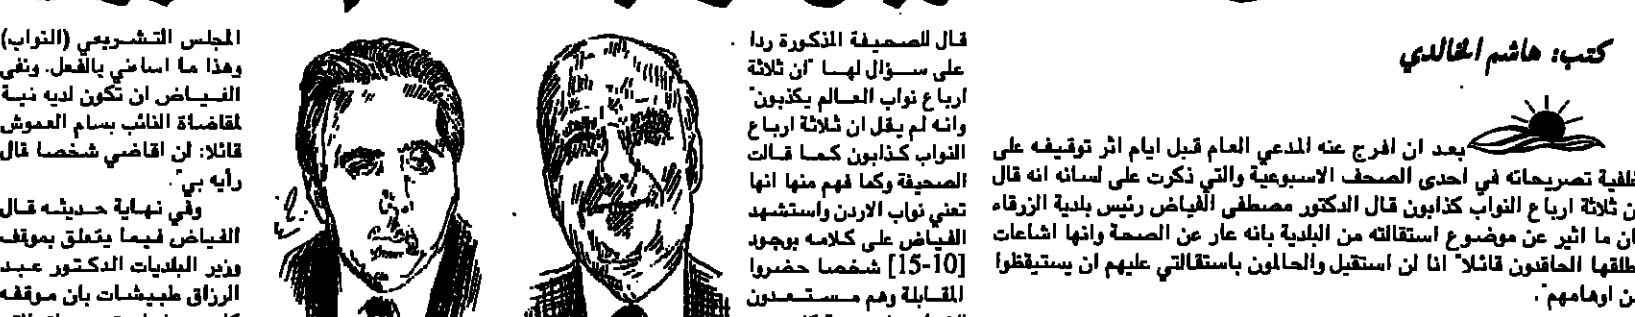 كتب: هاشم الخالدي
بعد ان افرج عنه المدعي العام قبل ايام اثر توقيفه على
خلفية تصريحاته في احدى الصحف الاسبوعية والتي ذكرت على لسانه انه قال
ان ثلاثة ارباع النواب كذابون قال الدكتور مصطفى الفياض رئيس بلدية الزرقاء
ان ما اثير عن موضوع استقالته من البلدية بانه عار عن الصحة وانها اشاعات
يطلقها الحاقدون قائلا" انا لن استقيل والحالمون باستقالتي عليهم ان يستيقظوا
من اوهامهم".
قال للصحيفة المذكورة ردا
على سؤال لها "ان ثلاثة
ارباع نواب العالم يكذبون"
وانه لم يقل ان ثلاثة ارباع
النواب كذابون كما قالت
الصحيفة وكما فهم منها انها
تعني نواب الاردن واستشهد
الفياض على كلامه بوجود
[10-15] شخصا حضروا
المقابلة وهم مستعدون
المجلس التشريعي (النواب)
وهذا ما اساءني بالفعل. ونفى
الفياض ان تكون لديه نية
لمقاضاة النائب بسام العموش
قائلا: لن اقاضي شخصا قال
رأيه بي".
وفي نهاية حديثه قال
الفياض فيما يتعلق بموقف
وزير البلديات الدكتور عبد
الرزاق طبيشات بان موقفه